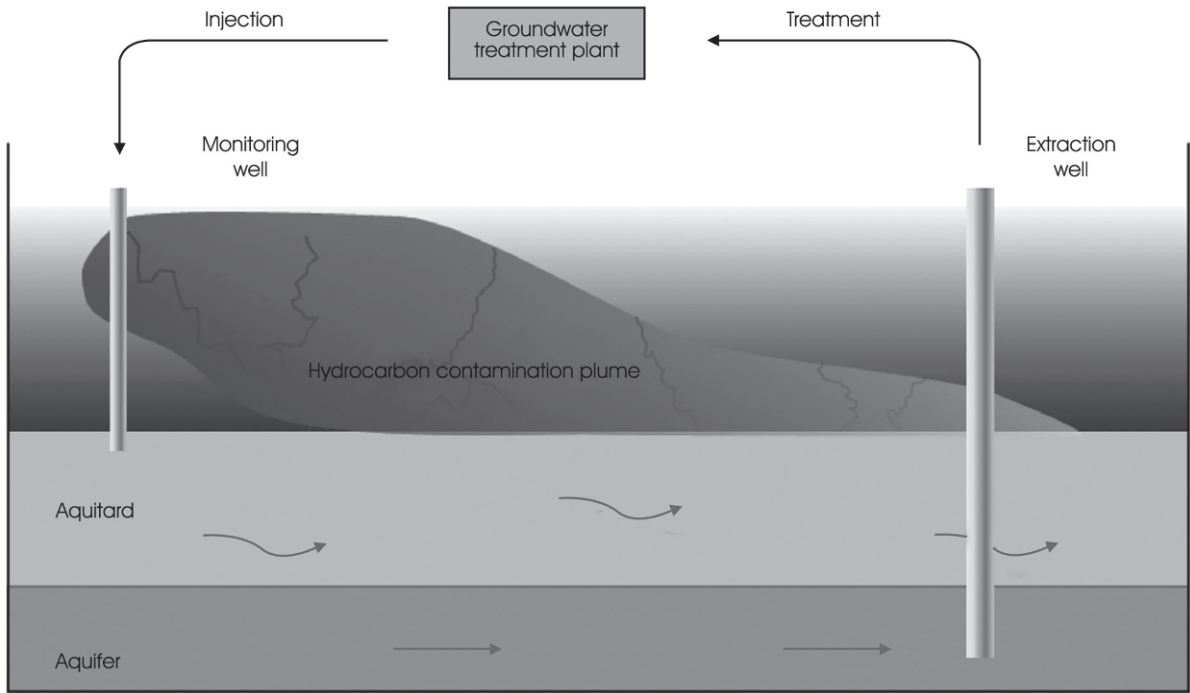 Injection
Groundwater
treatment plant
Treatment
Monitoring
well
Extraction
well
Hydrocarbon contamination plume
Aquitard
Aquifer